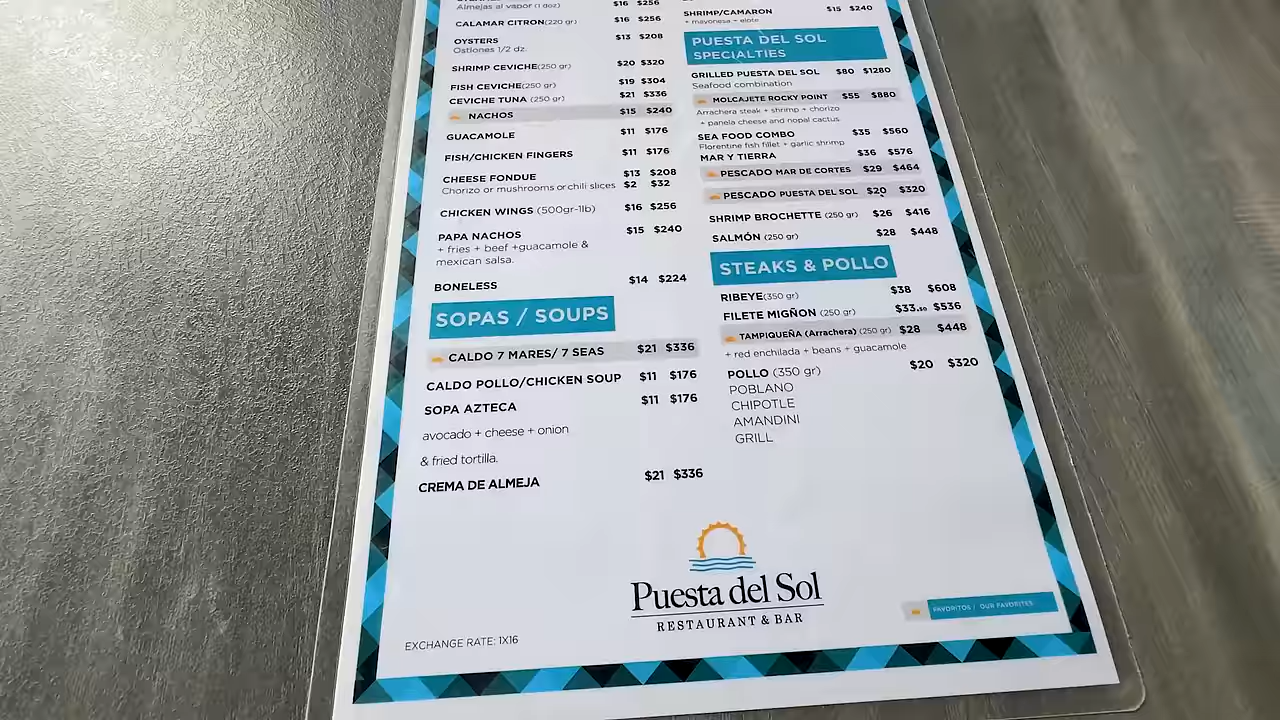 Almejas al vapor (1 doz) $16 $256
CALAMAR CITRON(220 gr) $16 $256
OYSTERS $13 $208
Ostiones 1/2 dz.
SHRIMP CEVICHE(250 gr) $20 $320
FISH CEVICHE(250 gr) $19 $304
CEVICHE TUNA (250 gr) $21 $336
NACHOS $15 $240
GUACAMOLE $11 $176
FISH/CHICKEN FINGERS $11 $176
CHEESE FONDUE $13 $208
Chorizo or mushrooms orchili slices $2 $32
CHICKEN WINGS (500gr-1lb) $16 $256
PAPA NACHOS $15 $240
+ fries + beef +guacamole &
mexican salsa.
BONELESS $14 $224
SOPAS / SOUPS
CALDO 7 MARES/ 7 SEAS $21 $336
CALDO POLLO/CHICKEN SOUP $11 $176
SOPA AZTECA $11 $176
avocado + cheese + onion
& fried tortilla.
CREMA DE ALMEJA $21 $336
SHRIMP/CAMARON $15 $240
+ mayonesa + elote
PUESTA DEL SOL
SPECIALTIES
GRILLED PUESTA DEL SOL $80 $1280
Seafood combination
MOLCAJETE ROCKY POINT $55 $880
Arrachera steak + shrimp + chorizo
+ panela cheese and nopal cactus
SEA FOOD COMBO $35 $560
Florentine fish fillet + garlic shrimp
MAR Y TIERRA $36 $576
PESCADO MAR DE CORTES $29 $464
PESCADO PUESTA DEL SOL $20 $320
SHRIMP BROCHETTE (250 gr) $26 $416
SALMÓN (250 gr) $28 $448
STEAKS & POLLO
RIBEYE(350 gr) $38 $608
FILETE MIGÑON (250 gr) $33.50 $536
TAMPIQUEÑA (Arrachera) (250 gr) $28 $448
+ red enchilada + beans + guacamole
POLLO (350 gr) $20 $320
POBLANO
CHIPOTLE
AMANDINI
GRILL
Puesta del Sol
RESTAURANT & BAR
FAVORITOS / OUR FAVORITES
EXCHANGE RATE: 1X16